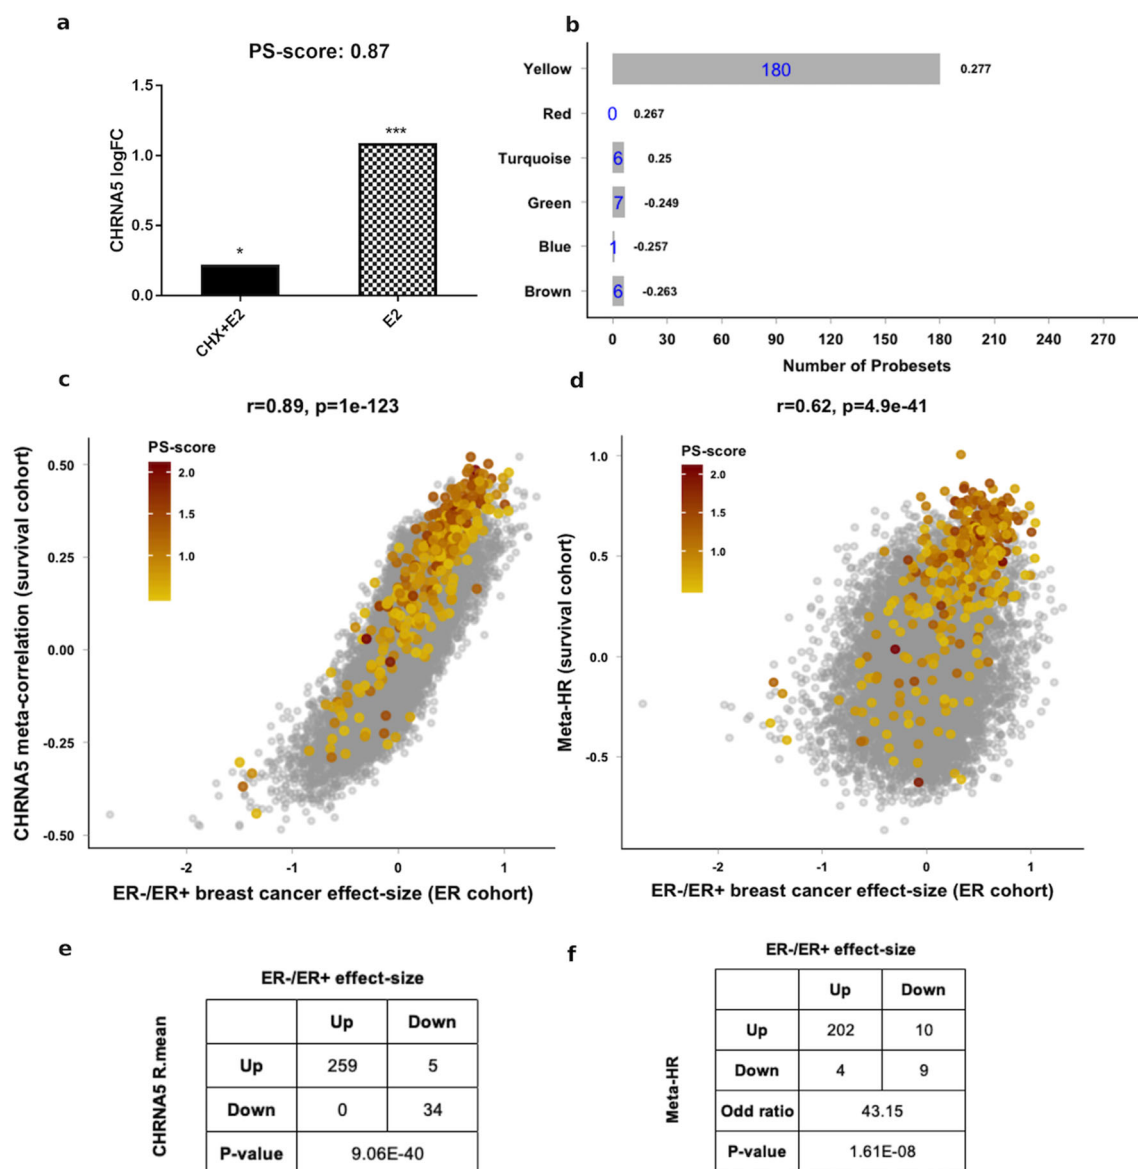 a
PS-score: 0.87
CHRNA5 logFC
1.5
1.0
0.5
0.0
*
***
CHX+E2
E2
b
Yellow
180
0.277
Red
0
0.267
Turquoise
6
0.25
Green
7
-0.249
Blue
1
-0.257
Brown
6
-0.263
0 30 60 90 120 150 180 210 240 270
Number of Probesets
c
r=0.89, p=1e-123
CHRNA5 meta-correlation (survival cohort)
PS-score
2.0
1.0
0.50
0.25
0.00
-0.25
-0.50
-2 -1 0 1
ER-/ER+ breast cancer effect-size (ER cohort)
d
r=0.62, p=4.9e-41
Meta-HR (survival cohort)
PS-score
2.0
1.0
1.0
0.5
0.0
-0.5
-2 -1 0 1
ER-/ER+ breast cancer effect-size (ER cohort)
e
ER-/ER+ effect-size
CHRNA5 R.mean
Up Down
Up 259 5
Down 0 34
P-value 9.06E-40
f
ER-/ER+ effect-size
Meta-HR
Up Down
Up 202 10
Down 4 9
Odd ratio 43.15
P-value 1.61E-08